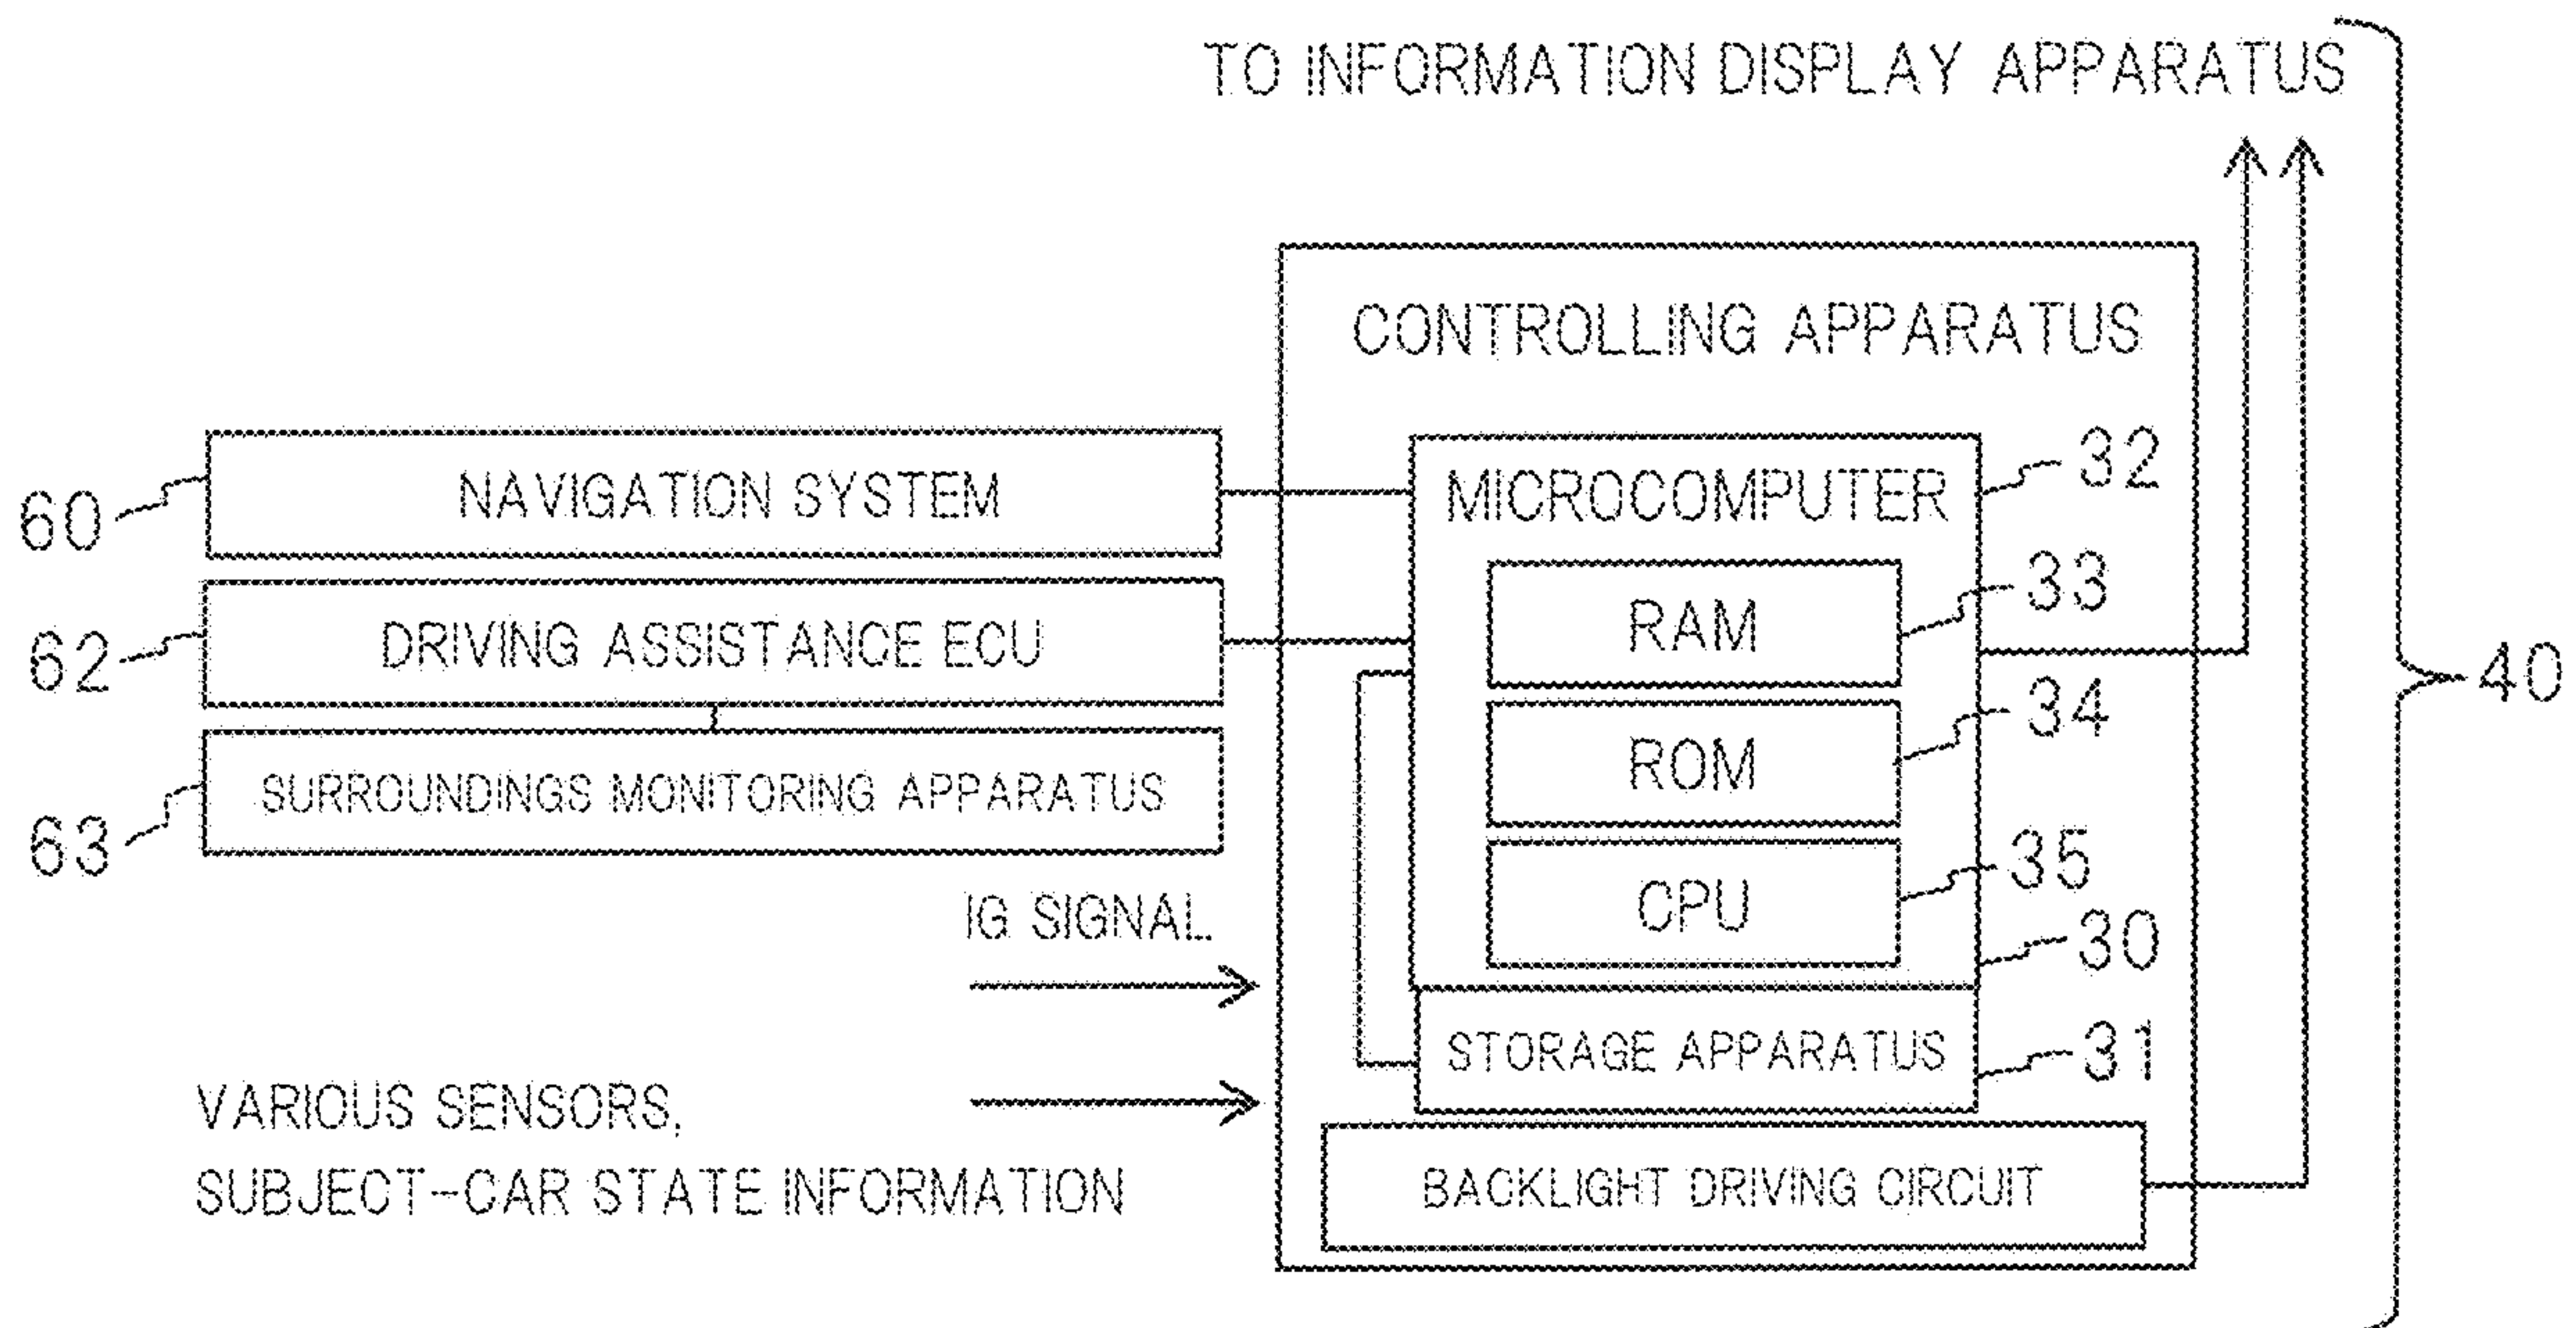 TO INFORMATION DISPLAY APPARATUS
CONTROLLING APPARATUS
60
NAVIGATION SYSTEM
MICROCOMPUTER
32
62
DRIVING ASSISTANCE ECU
RAM
33
40
63
SURROUNDINGS MONITORING APPARATUS
ROM
34
CPU
35
IG SIGNAL
30
STORAGE APPARATUS
31
VARIOUS SENSORS,
SUBJECT-CAR STATE INFORMATION
BACKLIGHT DRIVING CIRCUIT